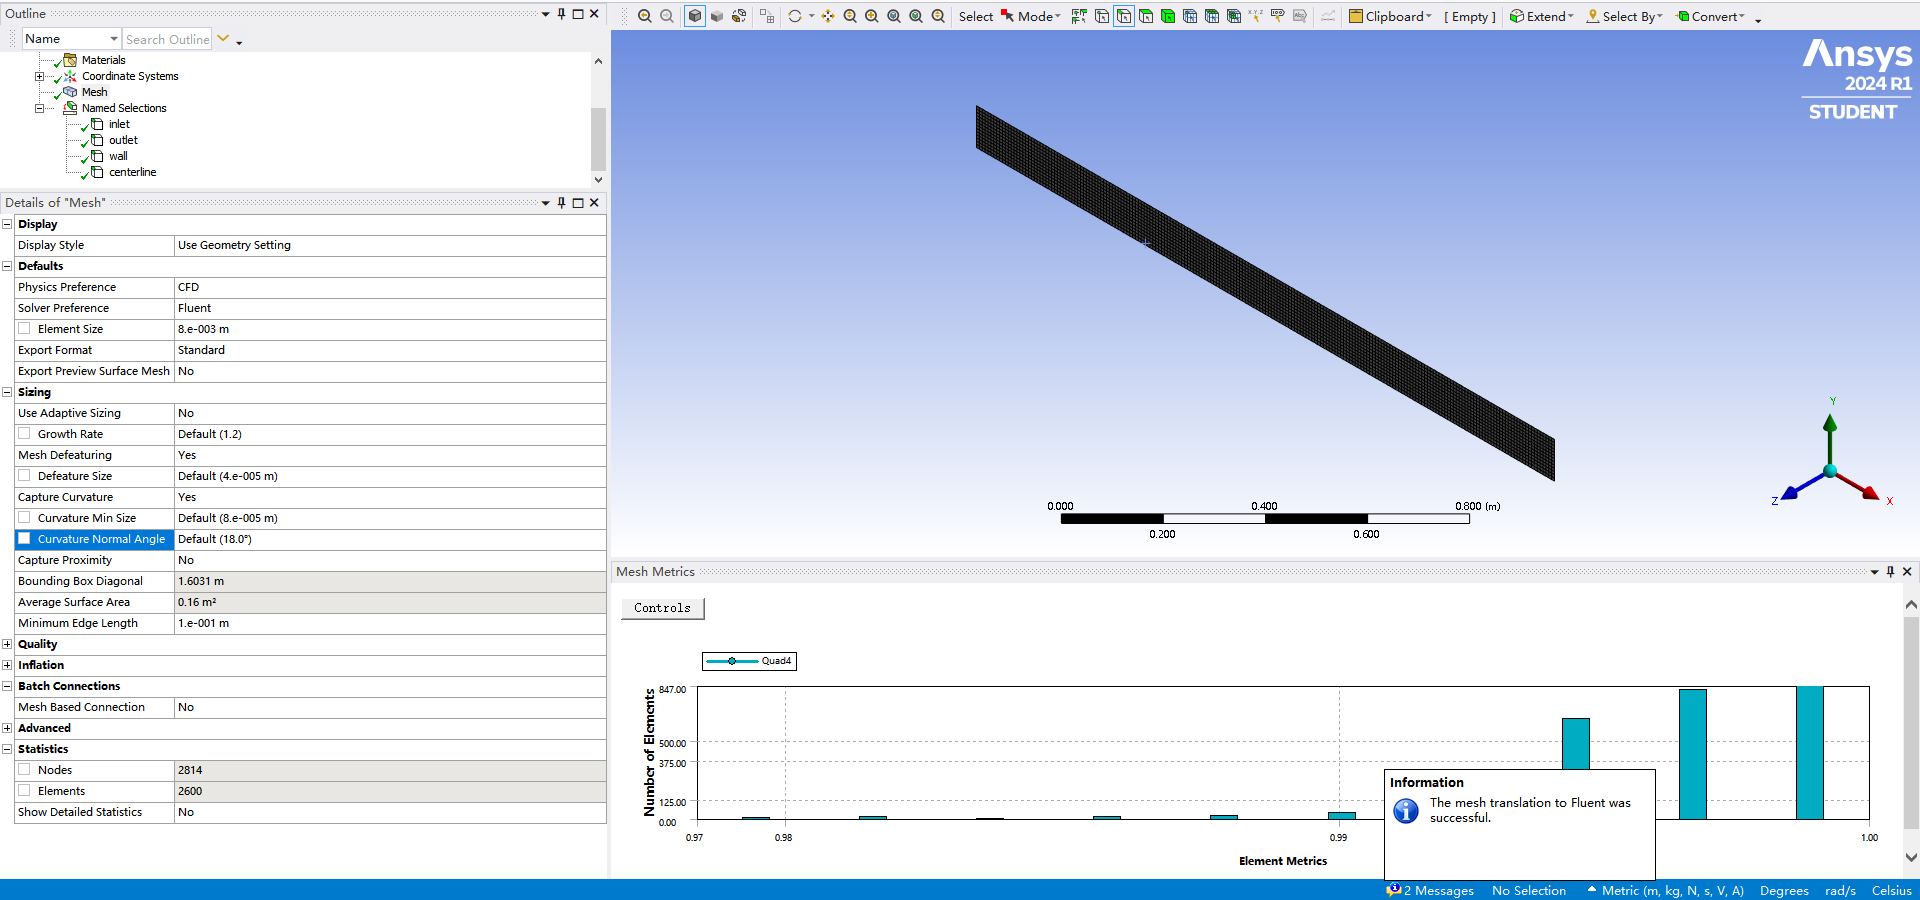 Outline
Name
Search Outline
Materials
Coordinate Systems
Mesh
Named Selections
inlet
outlet
wall
centerline
Details of "Mesh"
Display
Display Style Use Geometry Setting
Defaults
Physics Preference CFD
Solver Preference Fluent
Element Size 8.e-003 m
Export Format Standard
Export Preview Surface Mesh No
Sizing
Use Adaptive Sizing No
Growth Rate Default (1.2)
Mesh Defeaturing Yes
Defeature Size Default (4.e-005 m)
Capture Curvature Yes
Curvature Min Size Default (8.e-005 m)
Curvature Normal Angle Default (18.0°)
Capture Proximity No
Bounding Box Diagonal 1.6031 m
Average Surface Area 0.16 m²
Minimum Edge Length 1.e-001 m
Quality
Inflation
Batch Connections
Mesh Based Connection No
Advanced
Statistics
Nodes 2814
Elements 2600
Show Detailed Statistics No
Select Mode Clipboard [ Empty ] Extend Select By Convert
Ansys
2024 R1
STUDENT
0.000 0.400 0.800 (m)
0.200 0.600
Y
Z X
Mesh Metrics
Controls
Quad4
Number of Elements
847.00
500.00
375.00
125.00
0.00
0.97 0.98 0.99 1.00
Element Metrics
Information
The mesh translation to Fluent was
successful.
2 Messages No Selection Metric (m, kg, N, s, V, A) Degrees rad/s Celsius